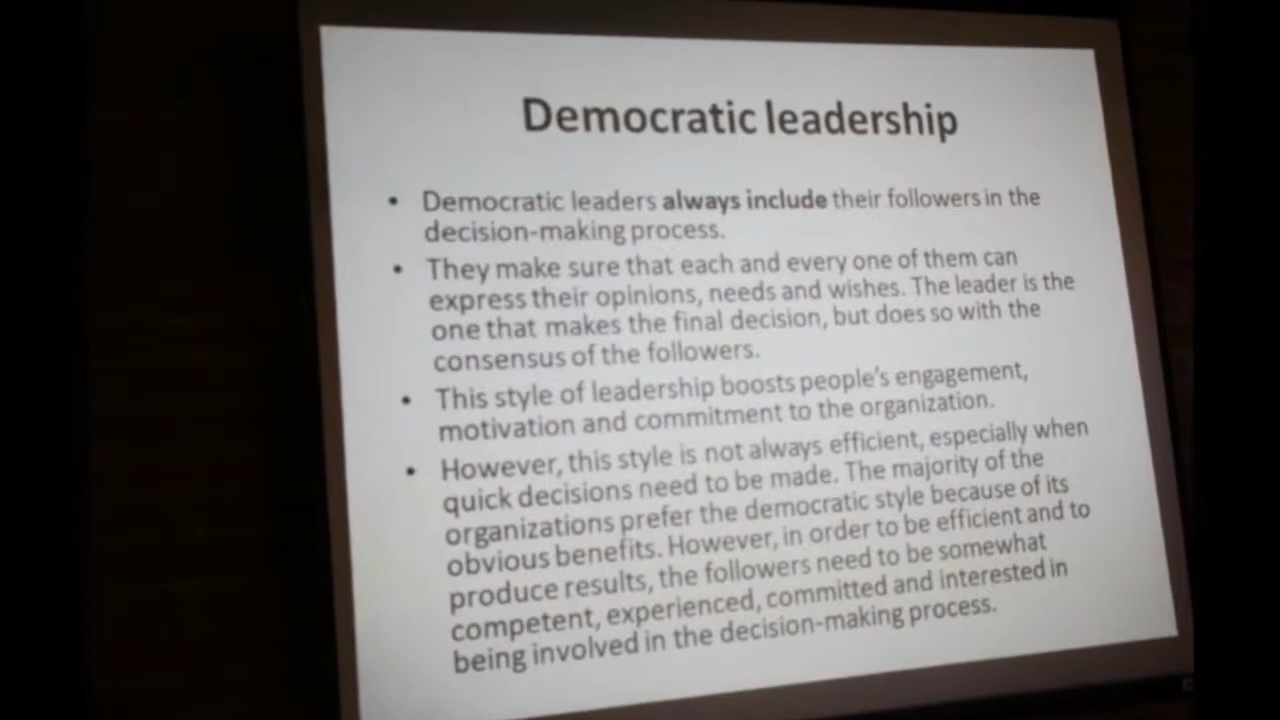 Democratic leadership
• Democratic leaders always include their followers in the
decision-making process.
• They make sure that each and every one of them can
express their opinions, needs and wishes. The leader is the
one that makes the final decision, but does so with the
consensus of the followers.
• This style of leadership boosts people's engagement,
motivation and commitment to the organization.
• However, this style is not always efficient, especially when
quick decisions need to be made. The majority of the
organizations prefer the democratic style because of its
obvious benefits. However, in order to be efficient and to
produce results, the followers need to be somewhat
competent, experienced, committed and interested in
being involved in the decision-making process.